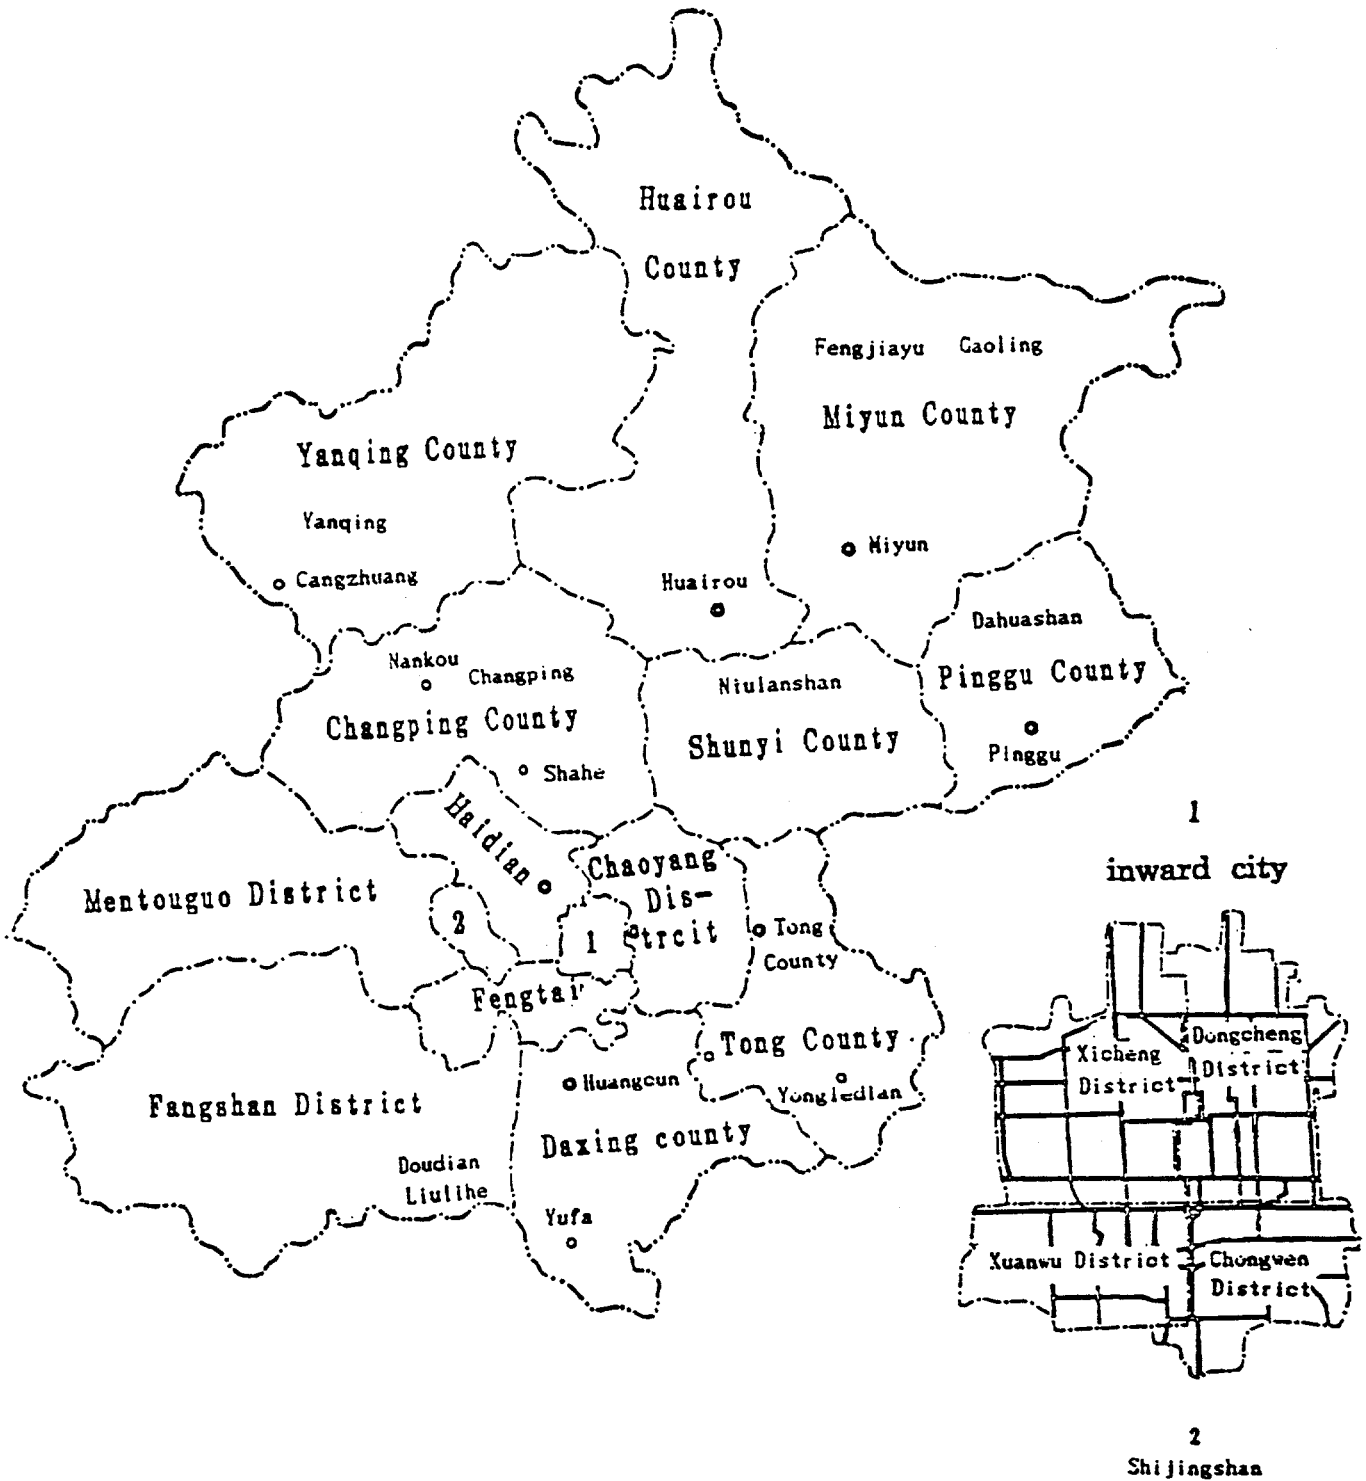 Huairou
County
Fengjiayu Gaoling
Miyun County
Yanqing County
Yanqing
Cangzhuang
Miyun
Huairou
Dahuashan
Nankou
Changping
Niulanshan
Pinggu County
Changping County
Shunyi County
Pinggu
Shahe
Haidian
Chaoyang
Dis-
trcit
Mentouguo District
2
1
Tong
County
Fengtai
Tong County
Huangcun
Yongledian
Fangshan District
Daxing county
Doudian
Liulihe
Yufa
1
inward city
Dongcheng
District
Xicheng
District
Xuanwu District
Chongwen
District
2
Shijingshan